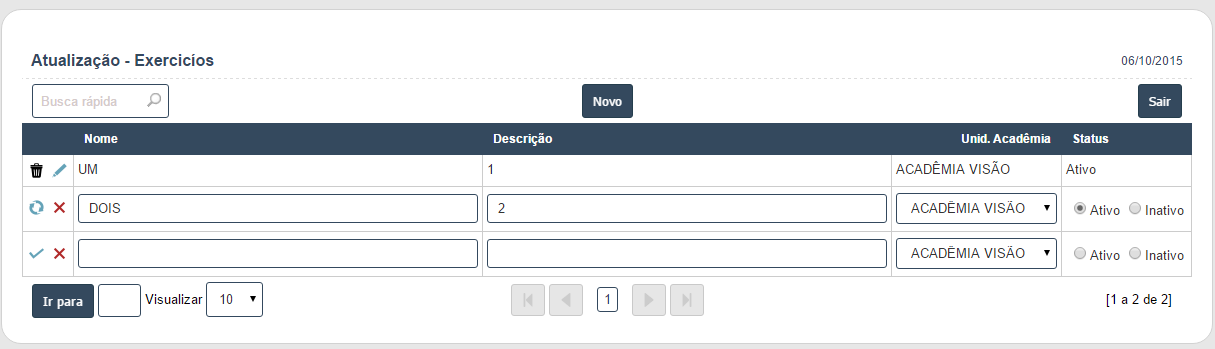 Atualização - Exercicíos 06/10/2015
Busca rápida Novo Sair
Nome Descrição Unid. Acadêmia Status
UM 1 ACADÊMIA VISÃO Ativo
DOIS 2 ACADÊMIA VISÃO Ativo Inativo
ACADÊMIA VISÃO Ativo Inativo
Ir para Visualizar 10 1 [1 a 2 de 2]